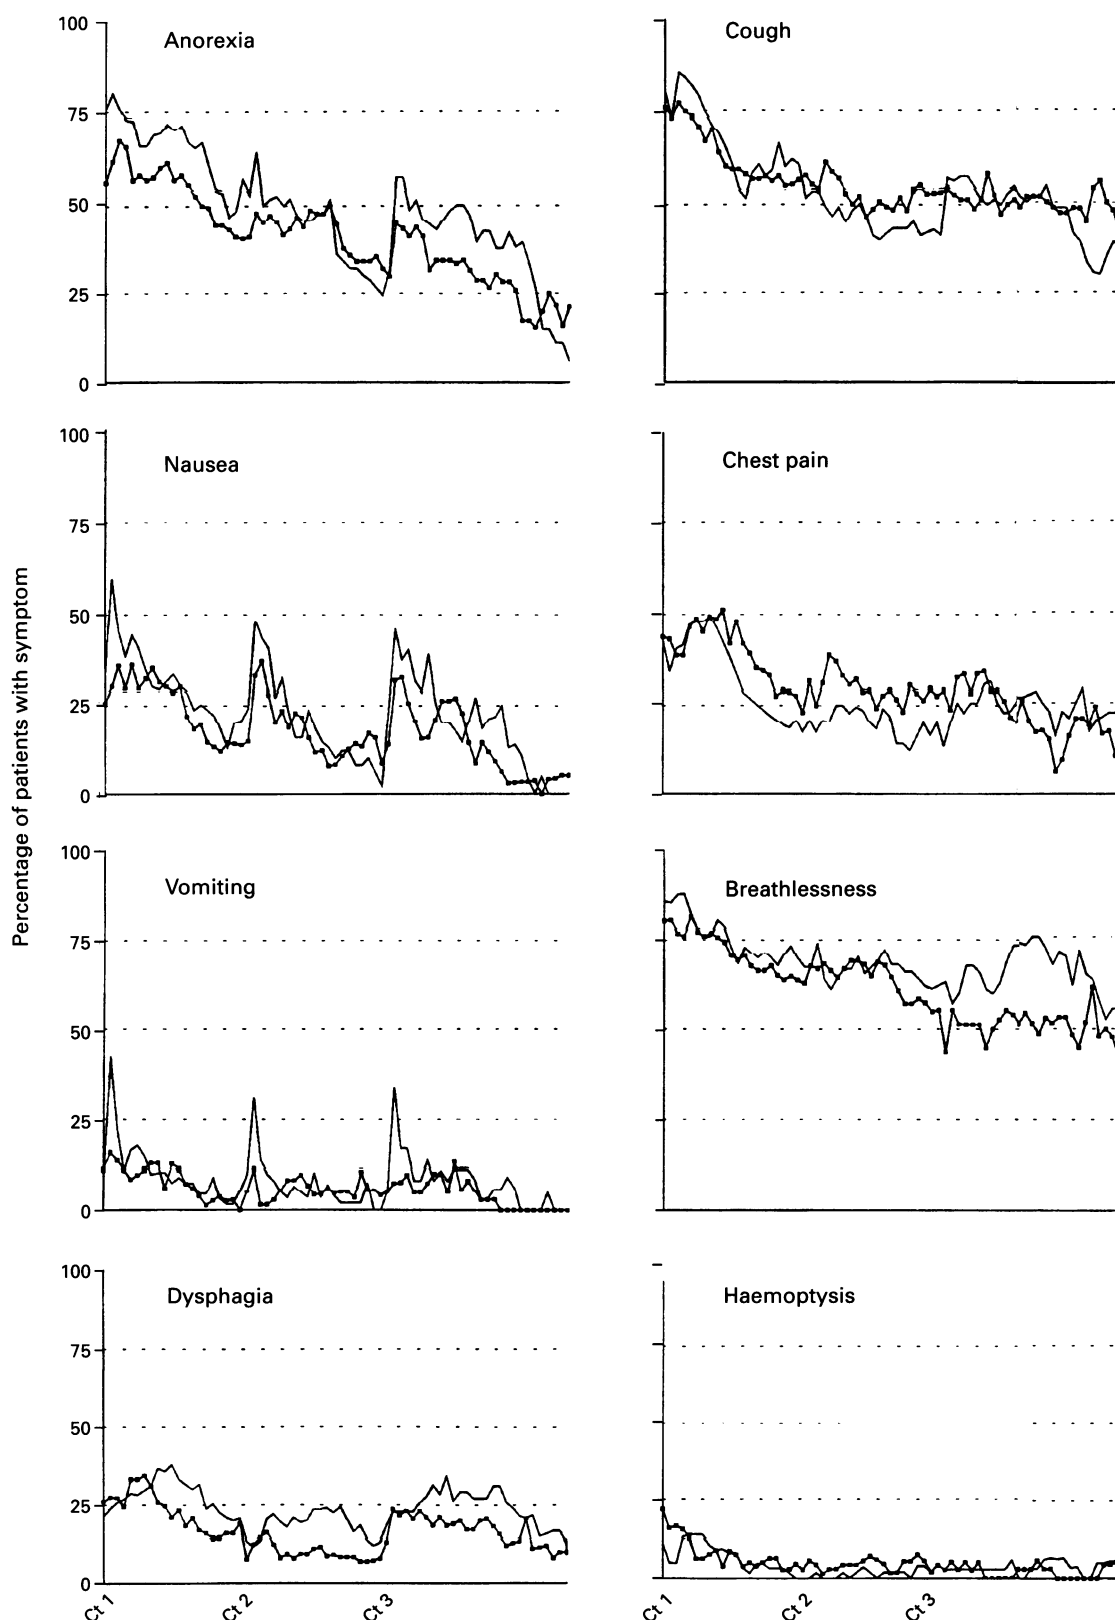 Percentage of patients with symptom
100
75
50
25
0
Anorexia
Cough
100
75
50
25
0
Nausea
Chest pain
100
75
50
25
0
Vomiting
Breathlessness
100
75
50
25
0
Dysphagia
Haemoptysis
Ct 1
Ct 2
Ct 3
Ct 1
Ct 2
Ct 3